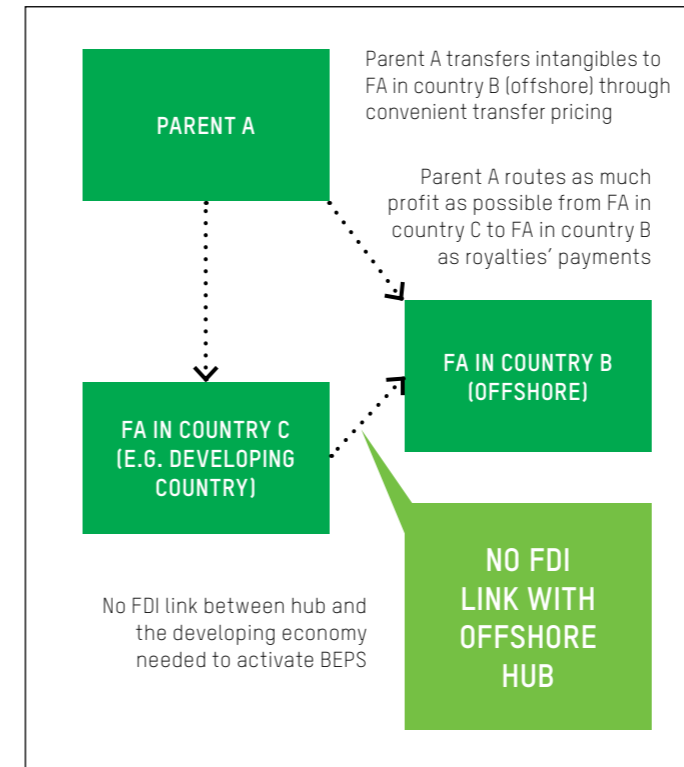 PARENT A
Parent A transfers intangibles to
FA in country B (offshore) through
convenient transfer pricing
Parent A routes as much
profit as possible from FA in
country C to FA in country B
as royalties’ payments
FA IN COUNTRY B
(OFFSHORE)
FA IN COUNTRY C
(E.G. DEVELOPING
COUNTRY)
NO FDI
LINK WITH
OFFSHORE
HUB
No FDI link between hub and
the developing economy
needed to activate BEPS